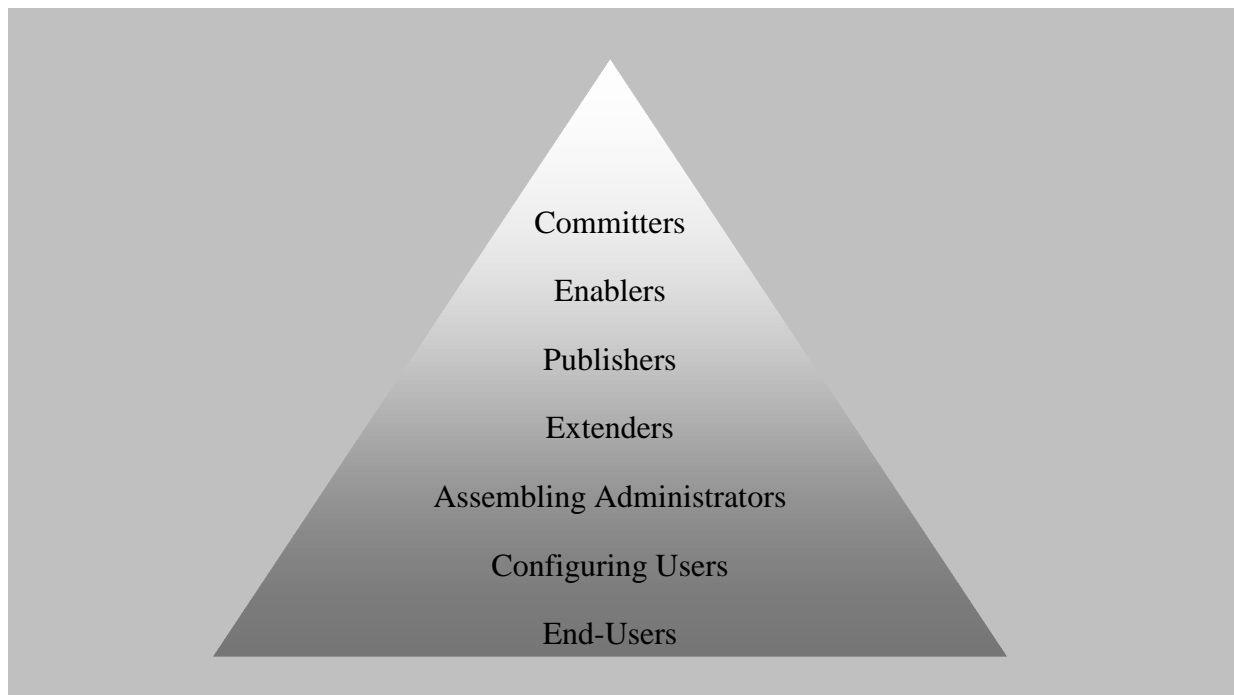 Committers
Enablers
Publishers
Extenders
Assembling Administrators
Configuring Users
End-Users